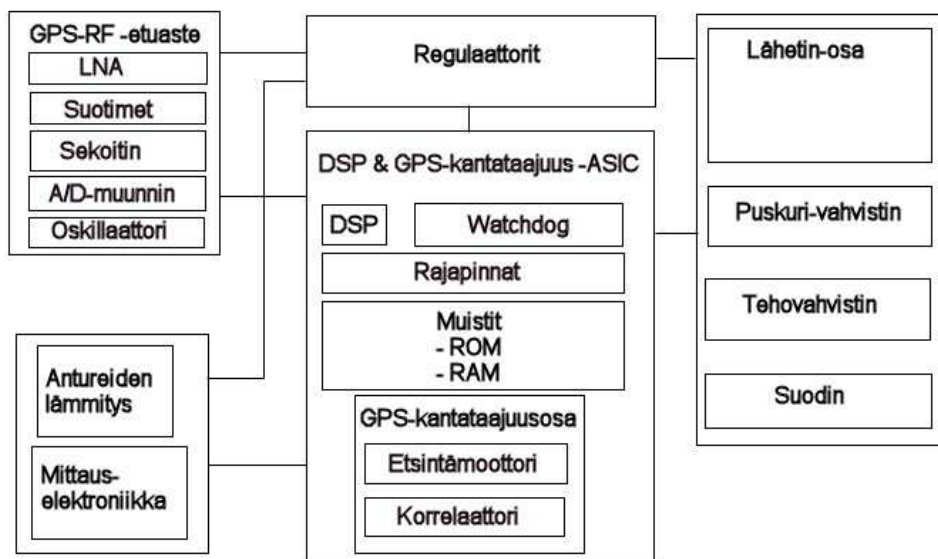 GPS-RF -etuaste
LNA
Suotimet
Sekoitin
A/D-muunnin
Oskillaattori
Antureiden
lämmitys
Mittaus-
elektroniikka
Regulaattorit
DSP & GPS-kantataajuus -ASIC
DSP
Watchdog
Rajapinnat
Muistit
- ROM
- RAM
GPS-kantataajuusosa
Etsintämoottori
Korrelaattori
Lähetin-osa
Puskuri-vahvistin
Tehovahvistin
Suodin